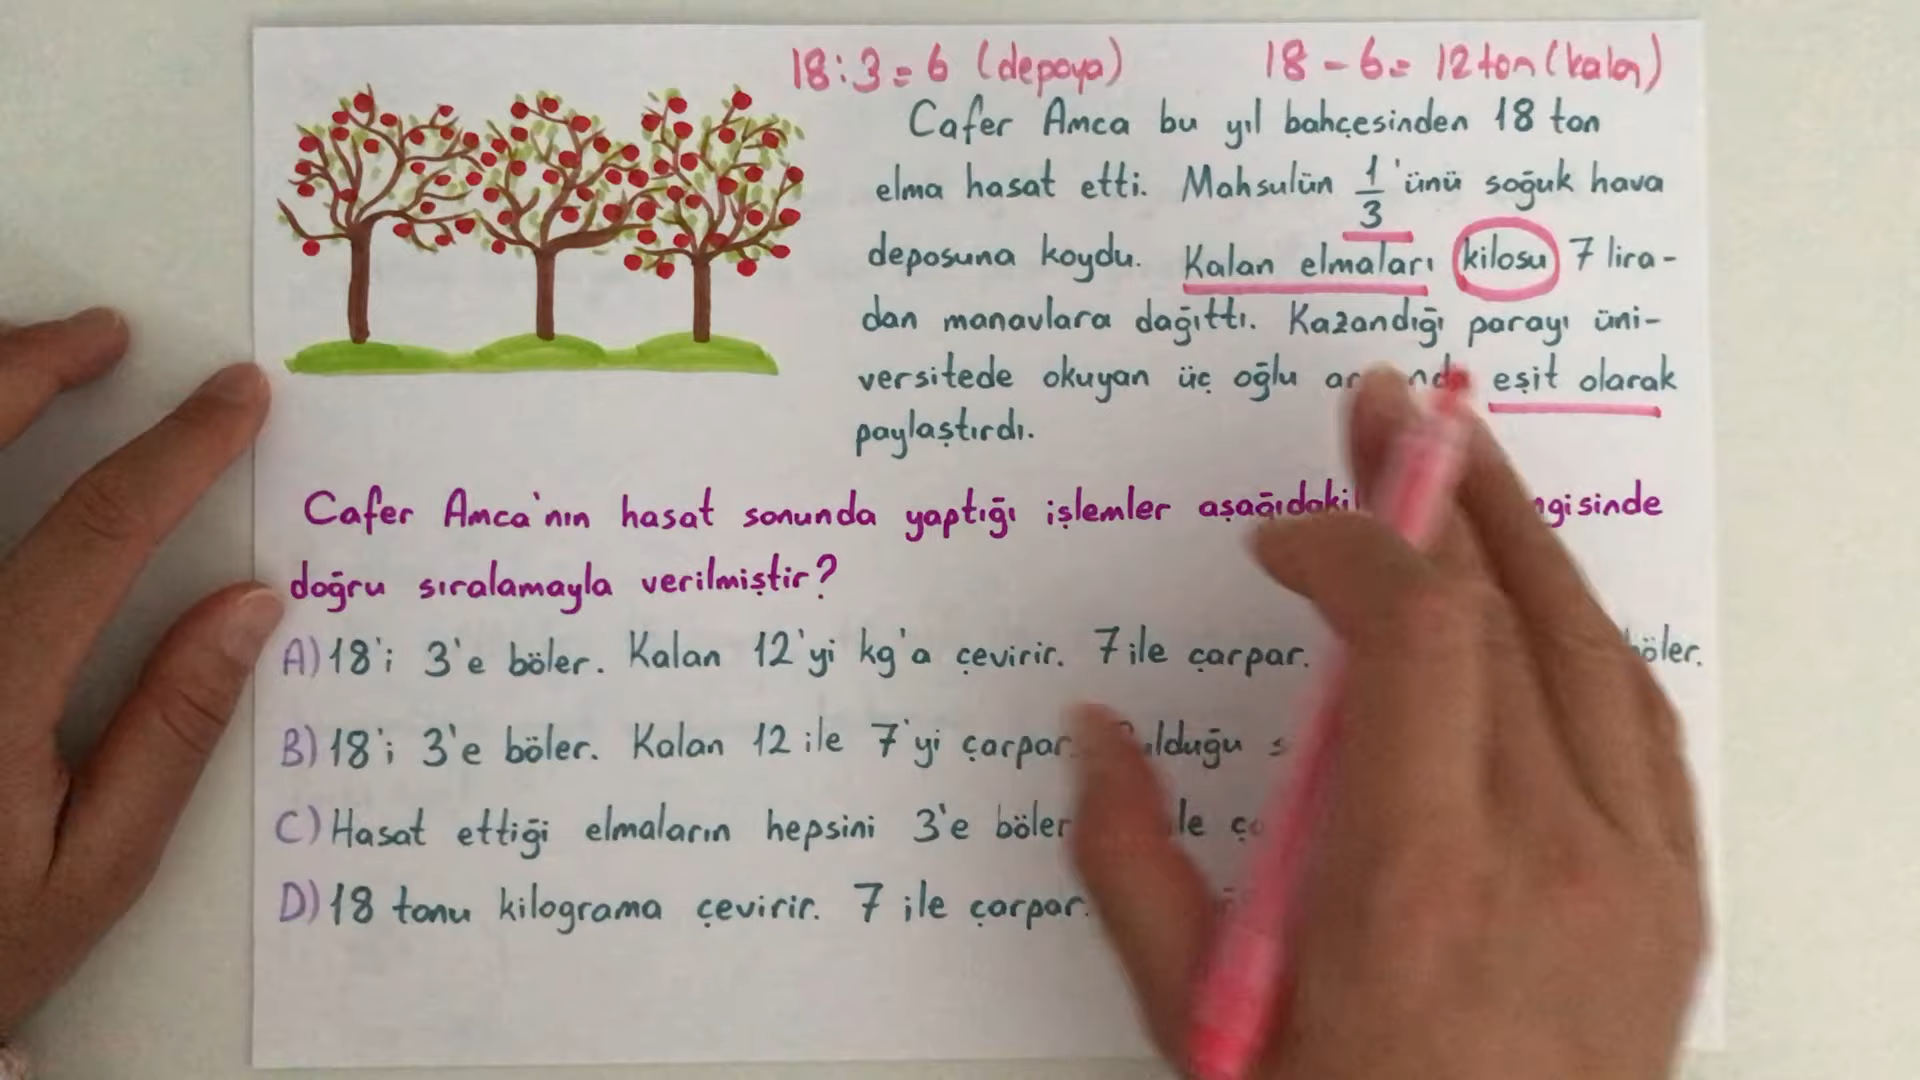 18:3=6 (depoya) 18-6= 12 ton (kalan)
Cafer Amca bu yıl bahçesinden 18 ton
elma hasat etti. Mahsulün 1/3 'ünü soğuk hava
deposuna koydu. Kalan elmaları kilosu 7 lira-
dan manavlara dağıttı. Kazandığı parayı üni-
versitede okuyan üç oğlu eşit olarak
paylaştırdı.
Cafer Amca'nın hasat sonunda yaptığı işlemler
doğru sıralamayla verilmiştir?
A) 18'i 3'e böler. Kalan 12'yi kg'a çevirir. 7 ile çarpar. böler.
B) 18'i 3'e böler. Kalan 12 ile 7'yi çarpar.
C) Hasat ettiği elmaların hepsini 3'e böler
D) 18 tonu kilograma çevirir. 7 ile çarpar.